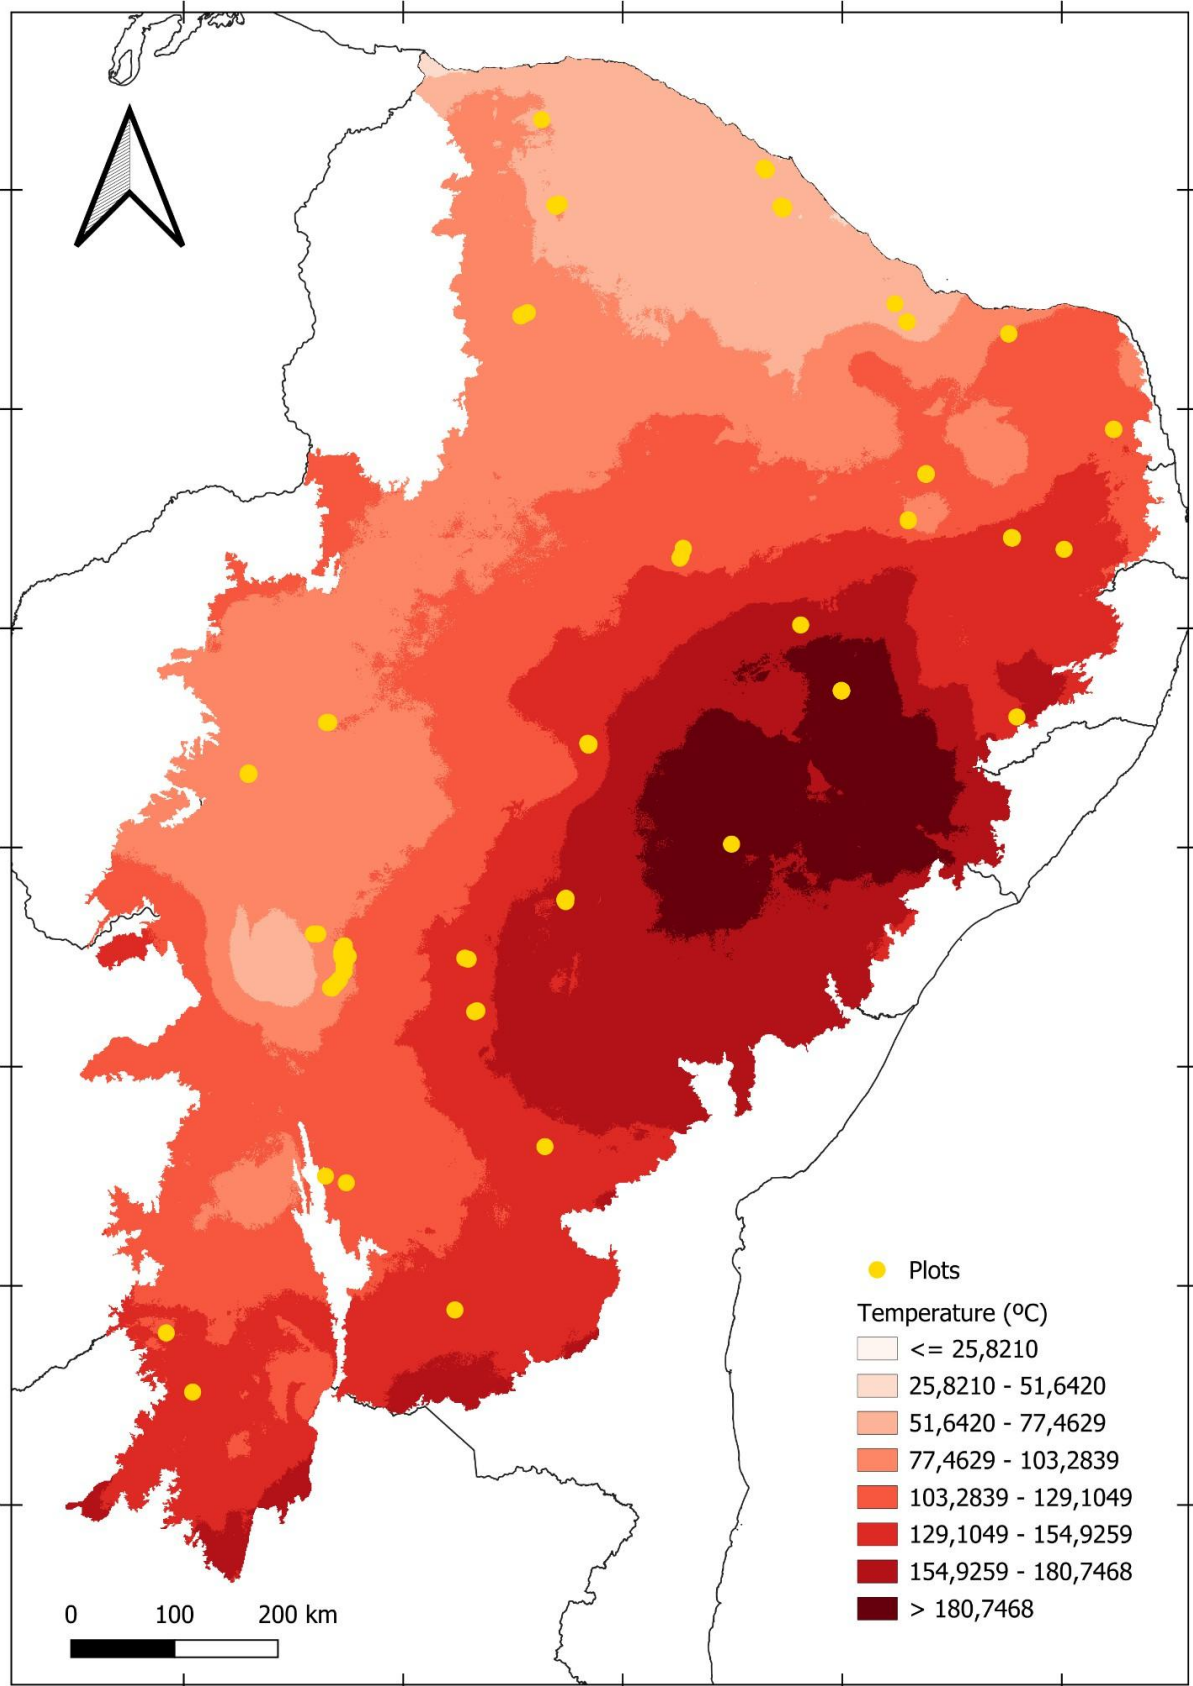 Plots
Temperature (ºC)
<= 25,8210
25,8210 - 51,6420
51,6420 - 77,4629
77,4629 - 103,2839
103,2839 - 129,1049
129,1049 - 154,9259
154,9259 - 180,7468
> 180,7468
0 100 200 km